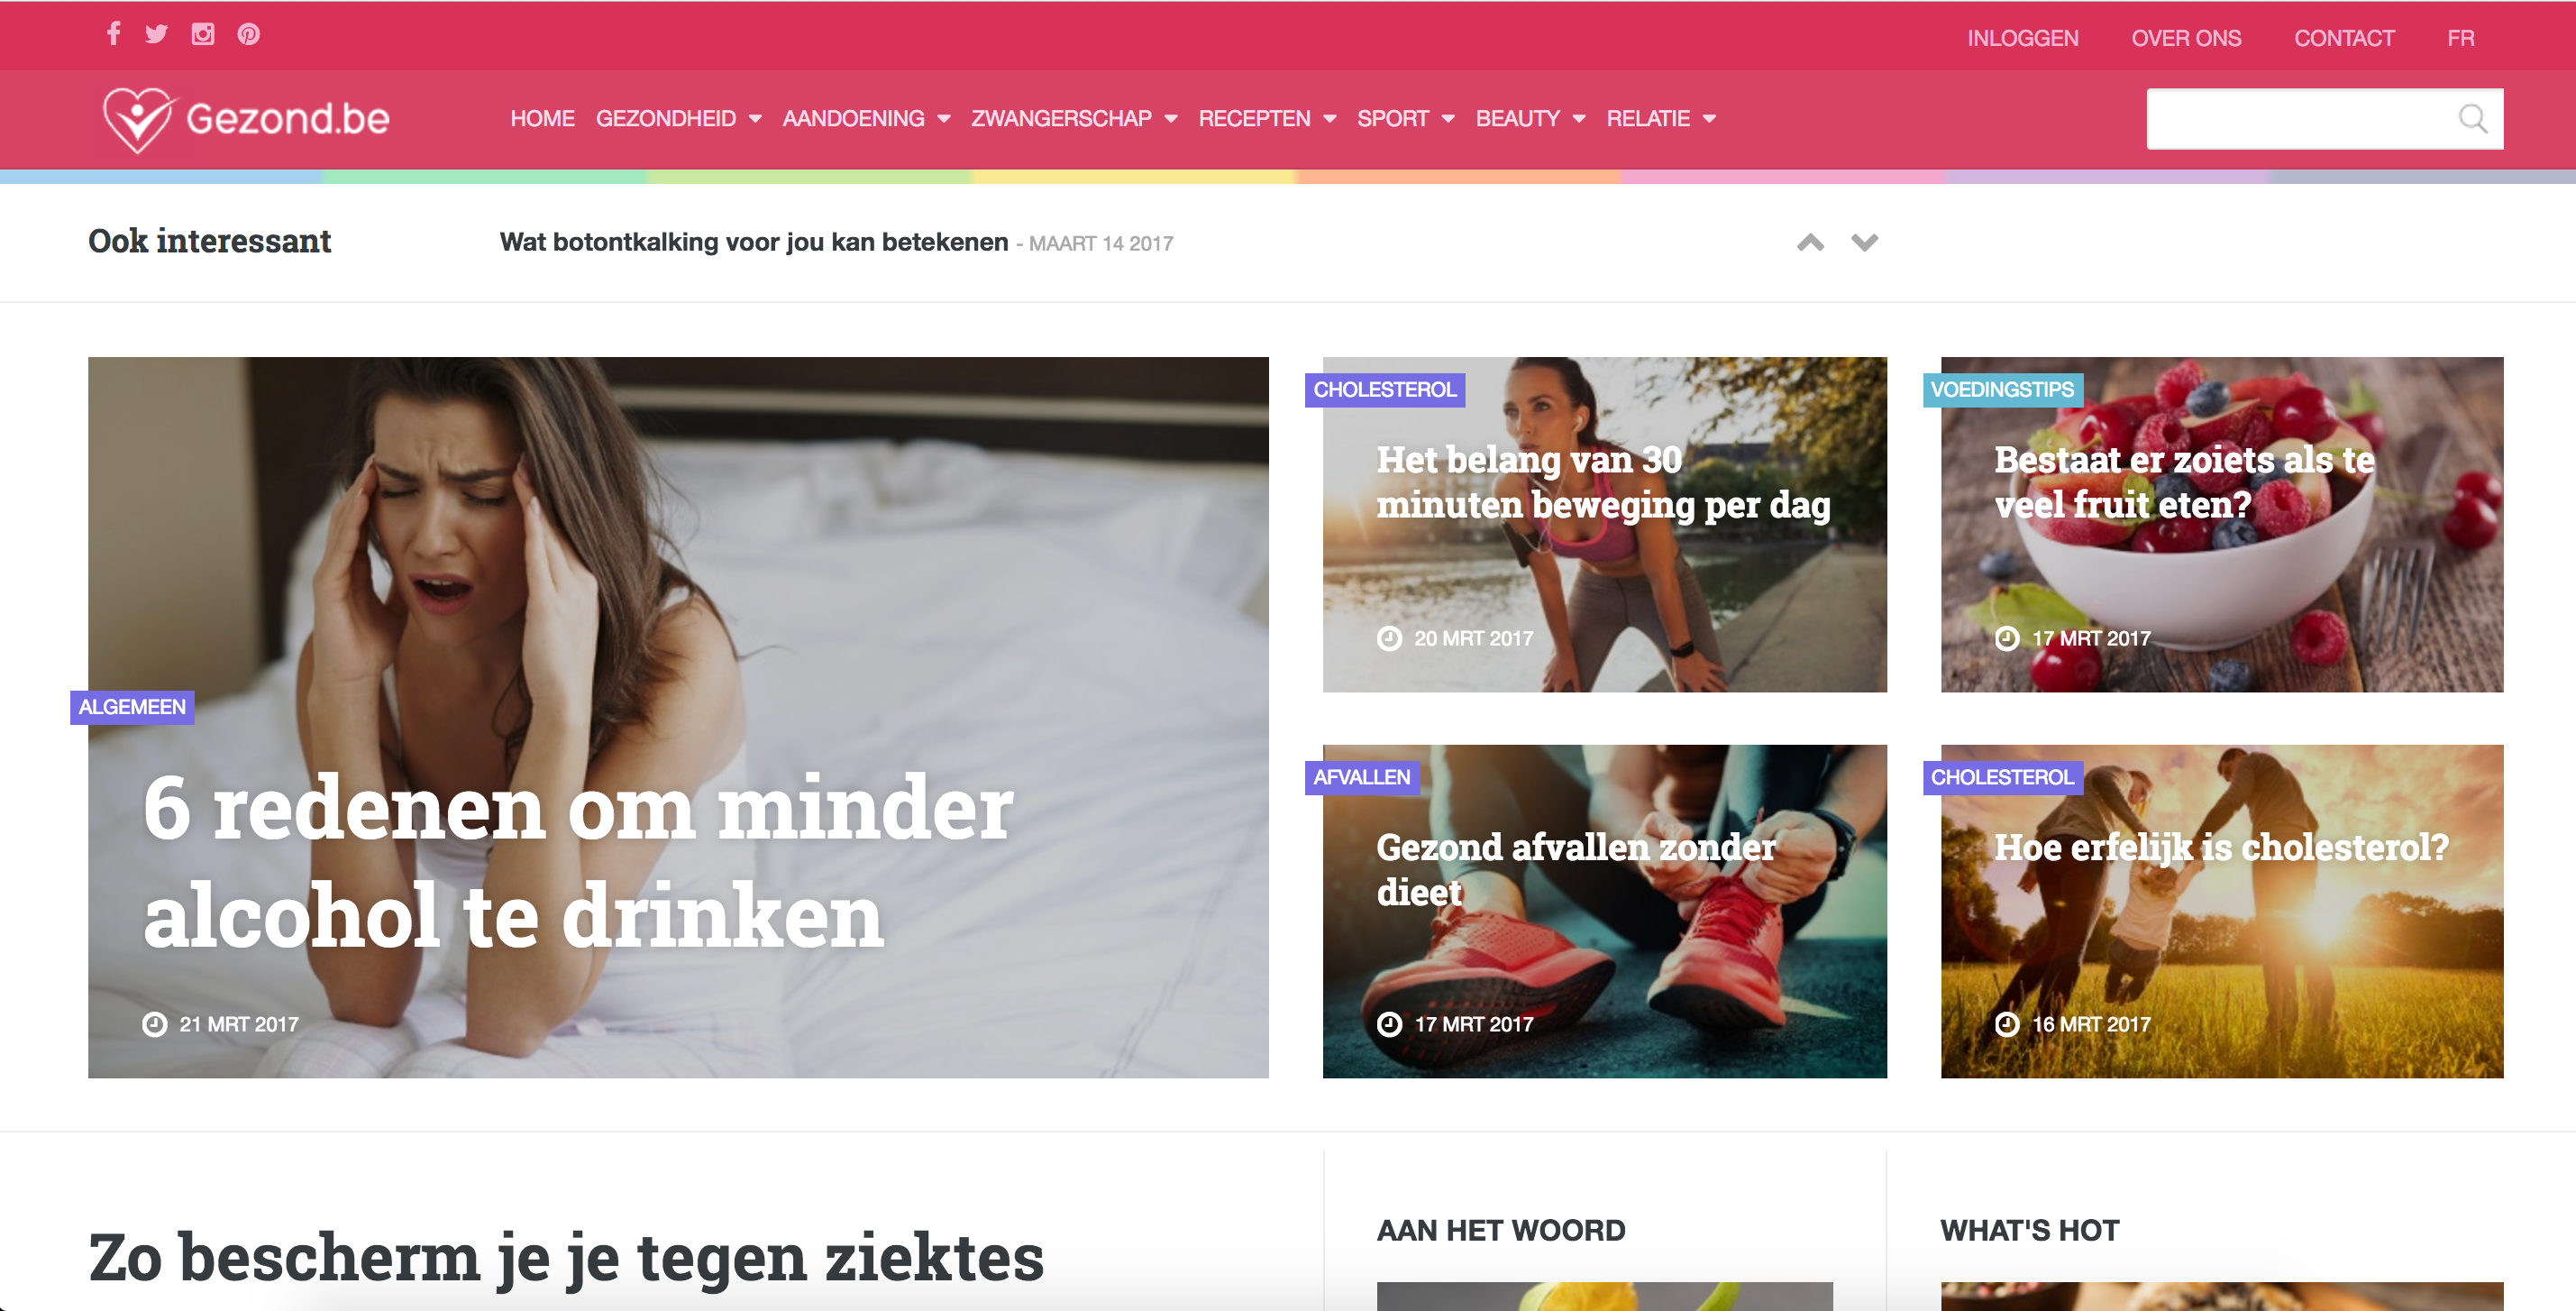 INLOGGEN OVER ONS CONTACT FR
Gezond.be
HOME GEZONDHEID AANDOENING ZWANGERSCHAP RECEPTEN SPORT BEAUTY RELATIE
Ook interessant
Wat botontkalking voor jou kan betekenen - MAART 14 2017
ALGEMEEN
6 redenen om minder
alcohol te drinken
21 MRT 2017
CHOLESTEROL
Het belang van 30
minuten beweging per dag
20 MRT 2017
VOEDINGSTIPS
Bestaat er zoiets als te
veel fruit eten?
17 MRT 2017
AFVALLEN
Gezond afvallen zonder
dieet
17 MRT 2017
CHOLESTEROL
Hoe erfelijk is cholesterol?
16 MRT 2017
Zo bescherm je je tegen ziektes
AAN HET WOORD
WHAT'S HOT